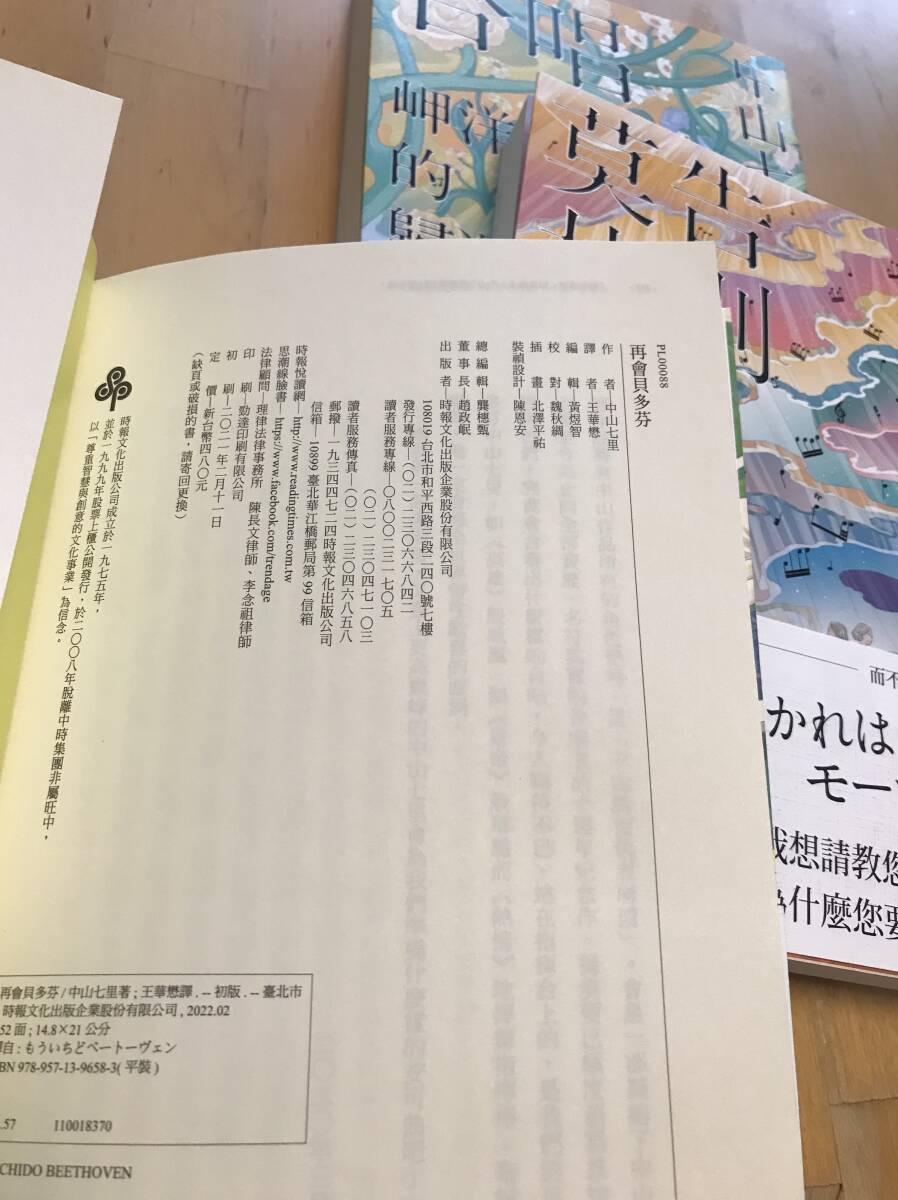 PL00088
再會貝多芬
作　者—中山七里
譯　者—王華懋
編　輯—黃煜智
校　對—魏秋綢
插　畫—北澤平祐
裝禎設計—陳恩安
總編輯—龔橞甄
董事長—趙政岷
出版者—時報文化出版企業股份有限公司
108019台北市和平西路三段二四〇號七樓
發行專線—(〇二)二三〇六六八四二
讀者服務專線—〇八〇〇二三一七〇五
(〇二)二三〇四七一〇三
讀者服務傳真—(〇二)二三〇四六八五八
郵撥—一九三四四七二四時報文化出版公司
信箱—10899臺北華江橋郵局第99信箱
時報悅讀網—http://www.readingtimes.com.tw
思潮線臉書—https://www.facebook.com/trendage
法律顧問—理律法律事務所　陳長文律師、李念祖律師
印　刷—勁達印刷有限公司
初　刷—二〇二二年二月十一日
定　價—新台幣四八〇元
(缺頁或破損的書，請寄回更換)
時報文化出版公司成立於一九七五年，
並於一九九九年股票上櫃公開發行，於二〇〇八年脫離中時集團非屬旺中，
以「尊重智慧與創意的文化事業」為信念。
再會貝多芬/中山七里著；王華懋譯. -- 初版. -- 臺北市
時報文化出版企業股份有限公司, 2022.02
52面；14.8×21公分
自：もういちどベートーヴェン
BN 978-957-13-9658-3(平裝)
.57 110018370
CHIDO BEETHOVEN
合唱
中山
岬洋
的歸
告別
莫
而不
かれは
モー
我想請教您
為什麼您要